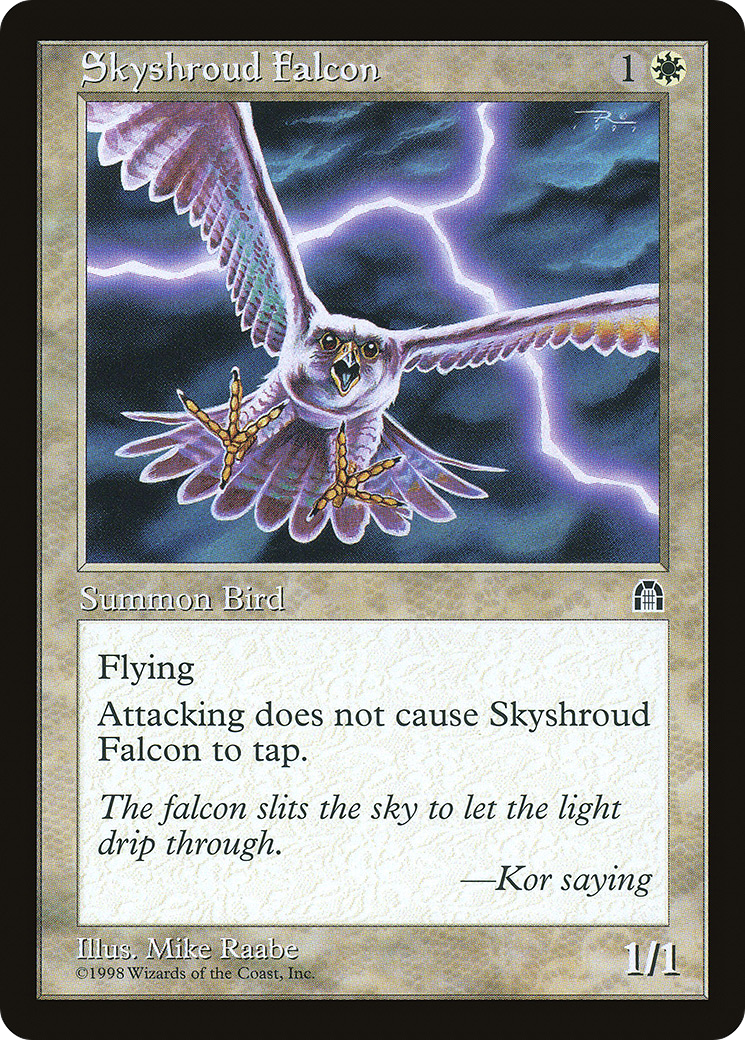 Skyshroud Falcon 1
Summon Bird
Flying
Attacking does not cause Skyshroud
Falcon to tap.
The falcon slits the sky to let the light
drip through.
—Kor saying
Illus. Mike Raabe
©1998 Wizards of the Coast, Inc.
1/1